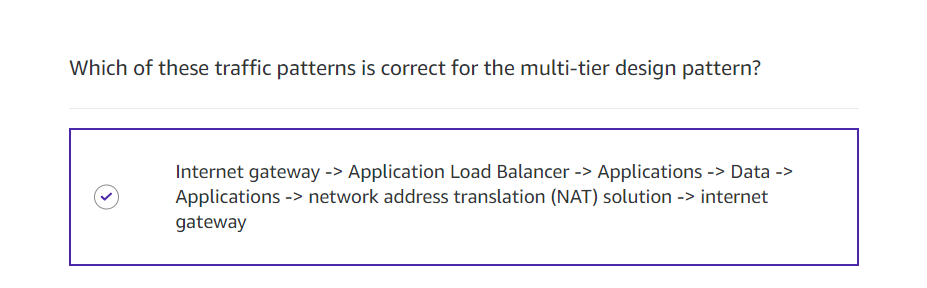 Which of these traffic patterns is correct for the multi-tier design pattern?
Internet gateway -> Application Load Balancer -> Applications -> Data ->
Applications -> network address translation (NAT) solution -> internet
gateway